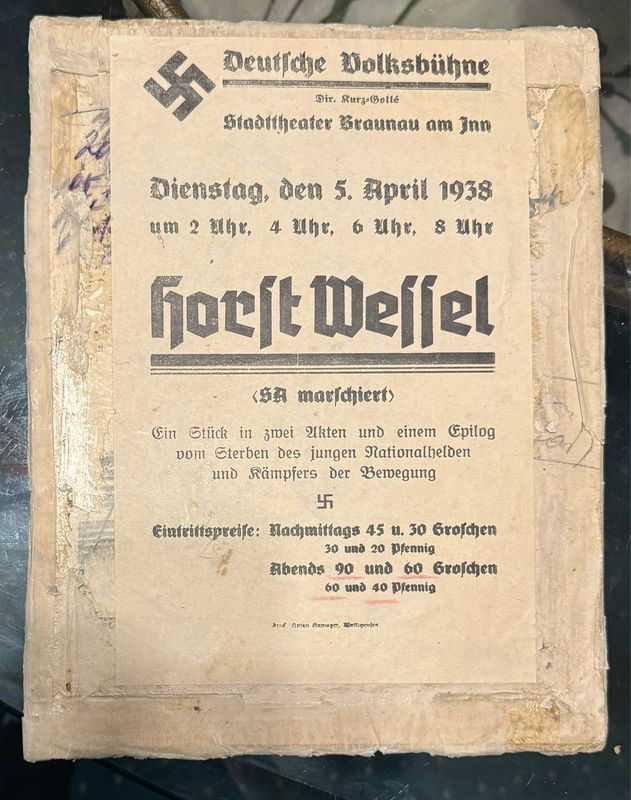 Deutsche Volksbühne
Dir. Kurz-Gollé
Stadttheater Braunau am Inn
Dienstag, den 5. April 1938
um 2 Uhr, 4 Uhr, 6 Uhr, 8 Uhr
Horst Wessel
(SA marschiert)
Ein Stück in zwei Akten und einem Epilog
vom Sterben des jungen Nationalhelden
und Kämpfers der Bewegung
Eintrittspreise: Nachmittags 45 u. 30 Groschen
30 und 20 Pfennig
Abends 90 und 60 Groschen
60 und 40 Pfennig